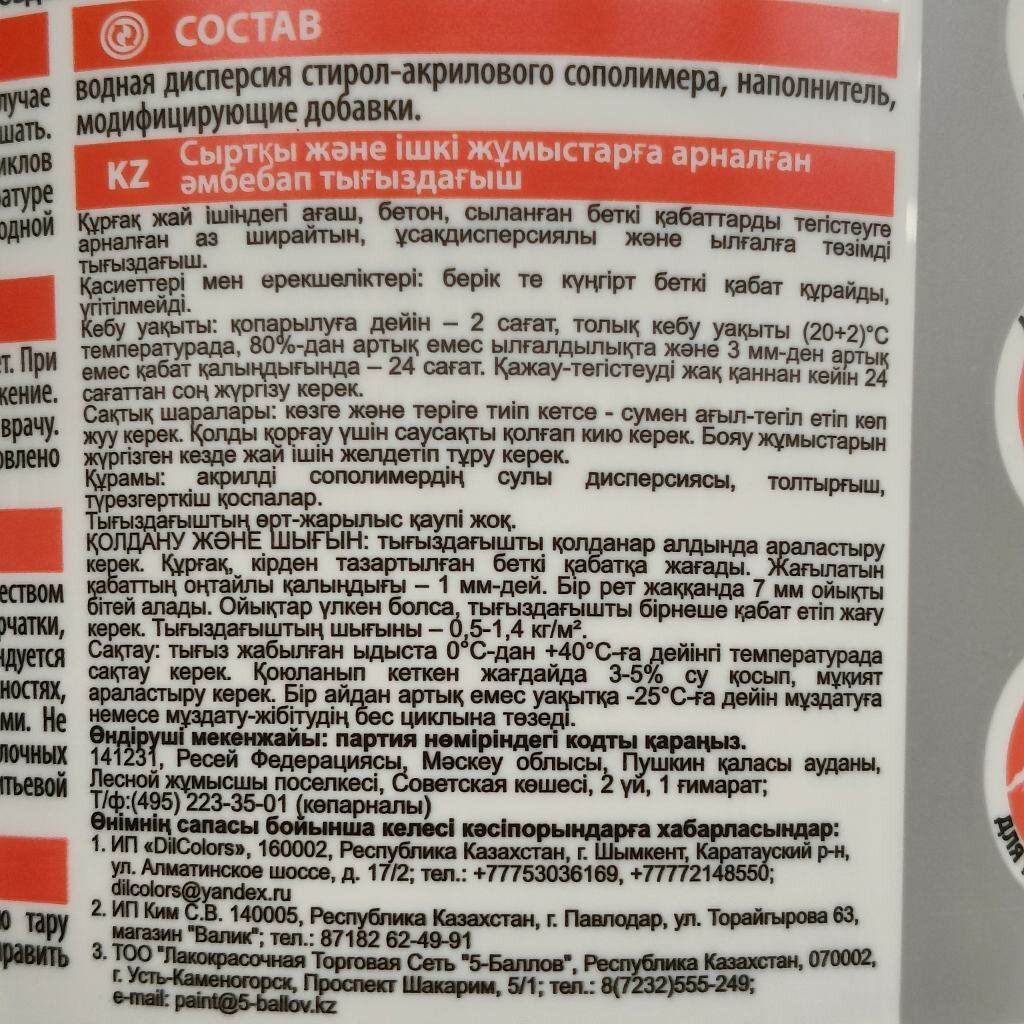 СОСТАВ
водная дисперсия стирол-акрилового сополимера, наполнитель,
модифицирующие добавки.
KZ Сыртқы және ішкі жұмыстарға арналған
әмбебап тығыздағыш
Құрғақ жай ішіндегі ағаш, бетон, сыланған беткі қабаттарды тегістеуге
арналған аз ширайтын, ұсақдисперсиялы және ылғалға төзімді
тығыздағыш.
Қасиеттері мен ерекшеліктері: берік те күңгірт беткі қабат құрайды,
үгітілмейді.
Кебу уақыты: қопарылуға дейін – 2 сағат, толық кебу уақыты (20+2)°С
температурада, 80%-дан артық емес ылғалдылықта және 3 мм-ден артық
емес қабат қалыңдығында – 24 сағат. Қажау-тегістеуді жақ қаннан кейін 24
сағаттан соң жүргізу керек.
Сақтық шаралары: көзге және теріге тиіп кетсе - сумен ағыл-тегіл етіп көп
жуу керек. Қолды қорғау үшін саусақты қолғап кию керек. Бояу жұмыстарын
жүргізген кезде жай ішін желдетіп тұру керек.
Құрамы: акрилді сополимердің сулы дисперсиясы, толтырғыш,
түрөзгерткіш қоспалар.
Тығыздағыштың өрт-жарылыс қаупі жоқ.
ҚОЛДАНУ ЖӘНЕ ШЫҒЫН: тығыздағышты қолданар алдында араластыру
керек. Құрғақ, кірден тазартылған беткі қабатқа жағады. Жағылатын
қабаттың оңтайлы қалыңдығы – 1 мм-дей. Бір рет жаққанда 7 мм ойықты
бітей алады. Ойықтар үлкен болса, тығыздағышты бірнеше қабат етіп жағу
керек. Тығыздағыштың шығыны – 0,5-1,4 кг/м².
Сақтау: тығыз жабылған ыдыста 0°С-дан +40°С-ға дейінгі температурада
сақтау керек. Қоюланып кеткен жағдайда 3-5% су қосып, мұқият
араластыру керек. Бір айдан артық емес уақытқа -25°С-ға дейін мұздатуға
немесе мұздату-жібітудің бес циклына төзеді.
Өндіруші мекенжайы: партия нөміріндегі кодты қараңыз.
141231, Ресей Федерациясы, Мәскеу облысы, Пушкин қаласы ауданы,
Лесной жұмысшы поселкесі, Советская көшесі, 2 үй, 1 ғимарат;
Т/ф:(495) 223-35-01 (көпарналы)
Өнімнің сапасы бойынша келесі кәсіпорындарға хабарласындар:
1. ИП «DilColors», 160002, Республика Казахстан, г. Шымкент, Каратауский р-н,
ул. Алматинское шоссе, д. 17/2; тел.: +77753036169, +77772148550;
dilcolors@yandex.ru
2. ИП Ким С.В. 140005, Республика Казахстан, г. Павлодар, ул. Торайгырова 63,
магазин "Валик"; тел.: 87182 62-49-91
3. ТОО "Лакокрасочная Торговая Сеть "5-Баллов", Республика Казахстан, 070002,
г. Усть-Каменогорск, Проспект Шакарим, 5/1; тел.: 8(7232)555-249;
e-mail: paint@5-ballov.kz